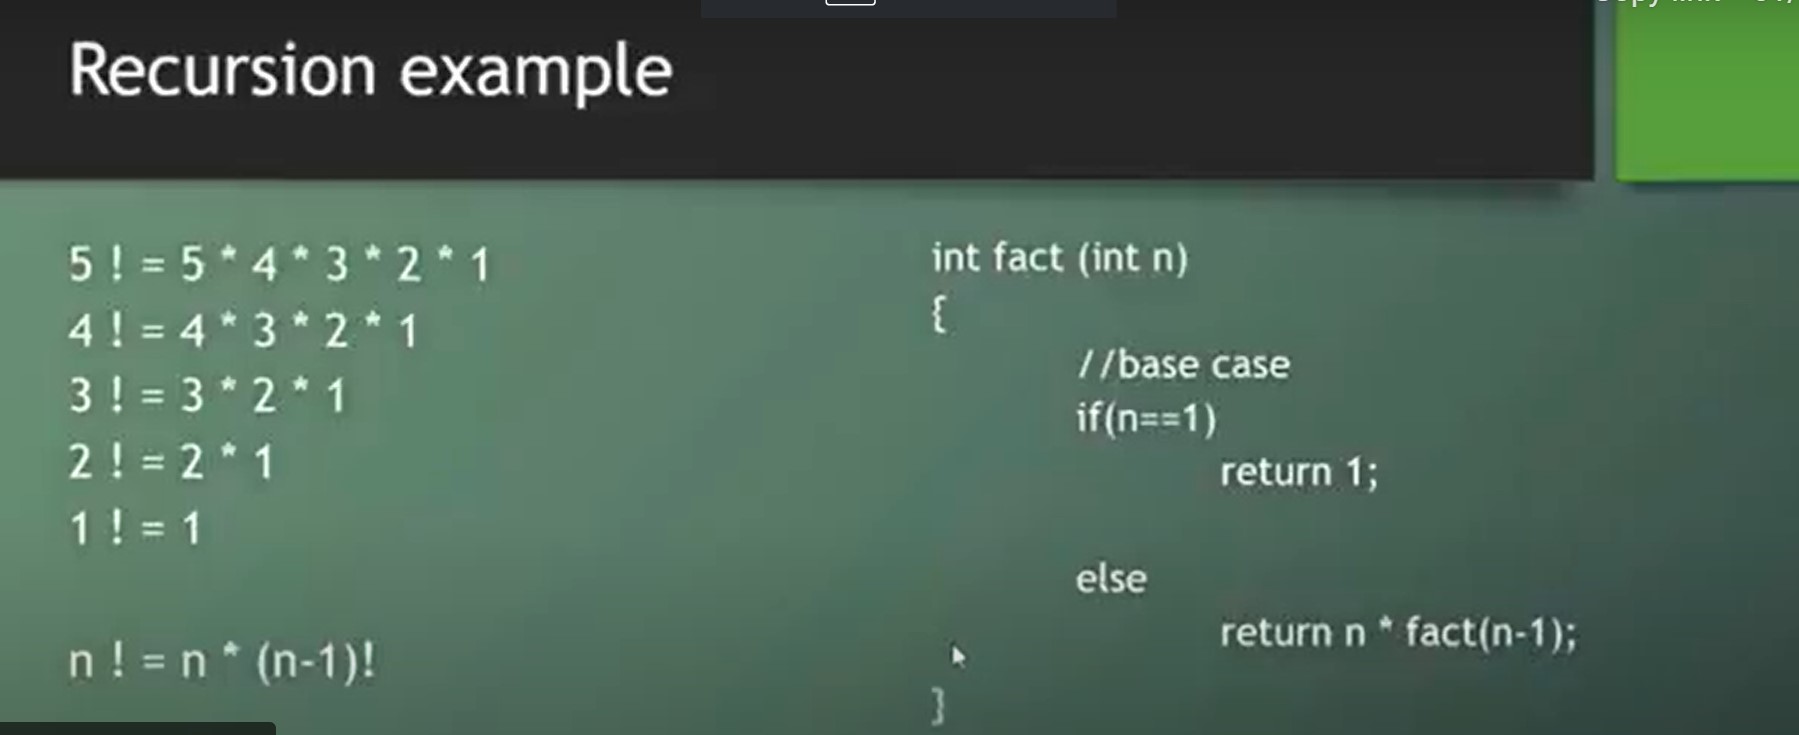 Recursion example
5 ! = 5 * 4 * 3 * 2 * 1
4 ! = 4 * 3 * 2 * 1
3 ! = 3 * 2 * 1
2 ! = 2 * 1
1 ! = 1
n ! = n * (n-1)!
int fact (int n)
{
//base case
if(n==1)
return 1;
else
return n * fact(n-1);
}